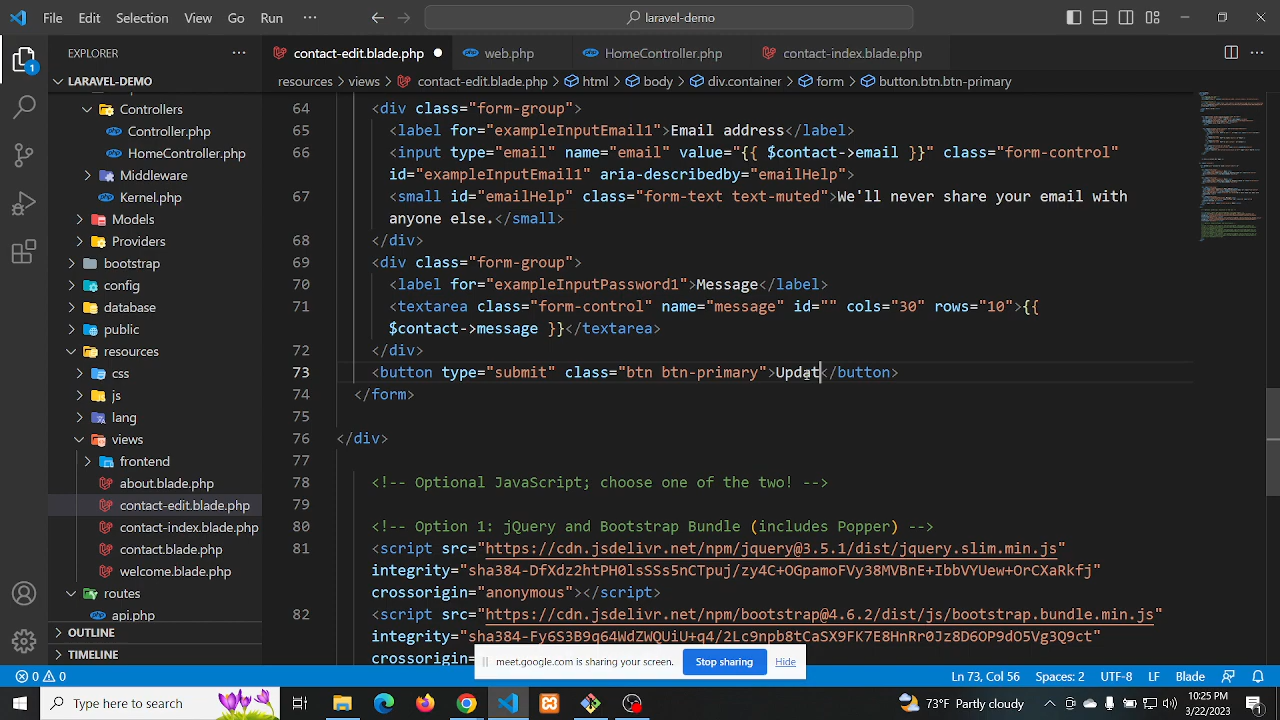 File Edit Selection View Go Run ··· laravel-demo
EXPLORER ···
contact-edit.blade.php web.php HomeController.php contact-index.blade.php ···
LARAVEL-DEMO
resources > views > contact-edit.blade.php > html > body > div.container > form > button.btn.btn-primary
Controllers
Controller.php
HomeController.php
Middleware
Kernel.php
Models
Providers
bootstrap
config
database
public
resources
css
js
lang
views
frontend
about.blade.php
contact-edit.blade.php
contact-index.blade.php
contact.blade.php
welcome.blade.php
routes
api.php
OUTLINE
TIMELINE
1
64 <div class="form-group">
65 <label for="exampleInputEmail1">Email address</label>
66 <input type="email" name="email" value="{{ $contact->email }}" class="form-control"
id="exampleInputEmail1" aria-describedby="emailHelp">
67 <small id="emailHelp" class="form-text text-muted">We'll never share your email with
anyone else.</small>
68 </div>
69 <div class="form-group">
70 <label for="exampleInputPassword1">Message</label>
71 <textarea class="form-control" name="message" id="" cols="30" rows="10">{{
$contact->message }}</textarea>
72 </div>
73 <button type="submit" class="btn btn-primary">Updat</button>
74 </form>
75
76 </div>
77
78 <!-- Optional JavaScript; choose one of the two! -->
79
80 <!-- Option 1: jQuery and Bootstrap Bundle (includes Popper) -->
81 <script src="https://cdn.jsdelivr.net/npm/jquery@3.5.1/dist/jquery.slim.min.js"
integrity="sha384-DfXdz2htPH0lsSSs5nCTpuj/zy4C+OGpamoFVy38MVBnE+IbbVYUew+OrCXaRkfj"
crossorigin="anonymous"></script>
82 <script src="https://cdn.jsdelivr.net/npm/bootstrap@4.6.2/dist/js/bootstrap.bundle.min.js"
integrity="sha384-Fy6S3B9q64WdZWQUiU+q4/2Lc9npb8tCaSX9FK7E8HnRr0Jz8D6OP9dO5Vg3Q9ct"
crossorigin=
meet.google.com is sharing your screen. Stop sharing Hide
0 0 Ln 73, Col 56 Spaces: 2 UTF-8 LF Blade
Type here to search 73°F Partly cloudy 10:25 PM
3/22/2023